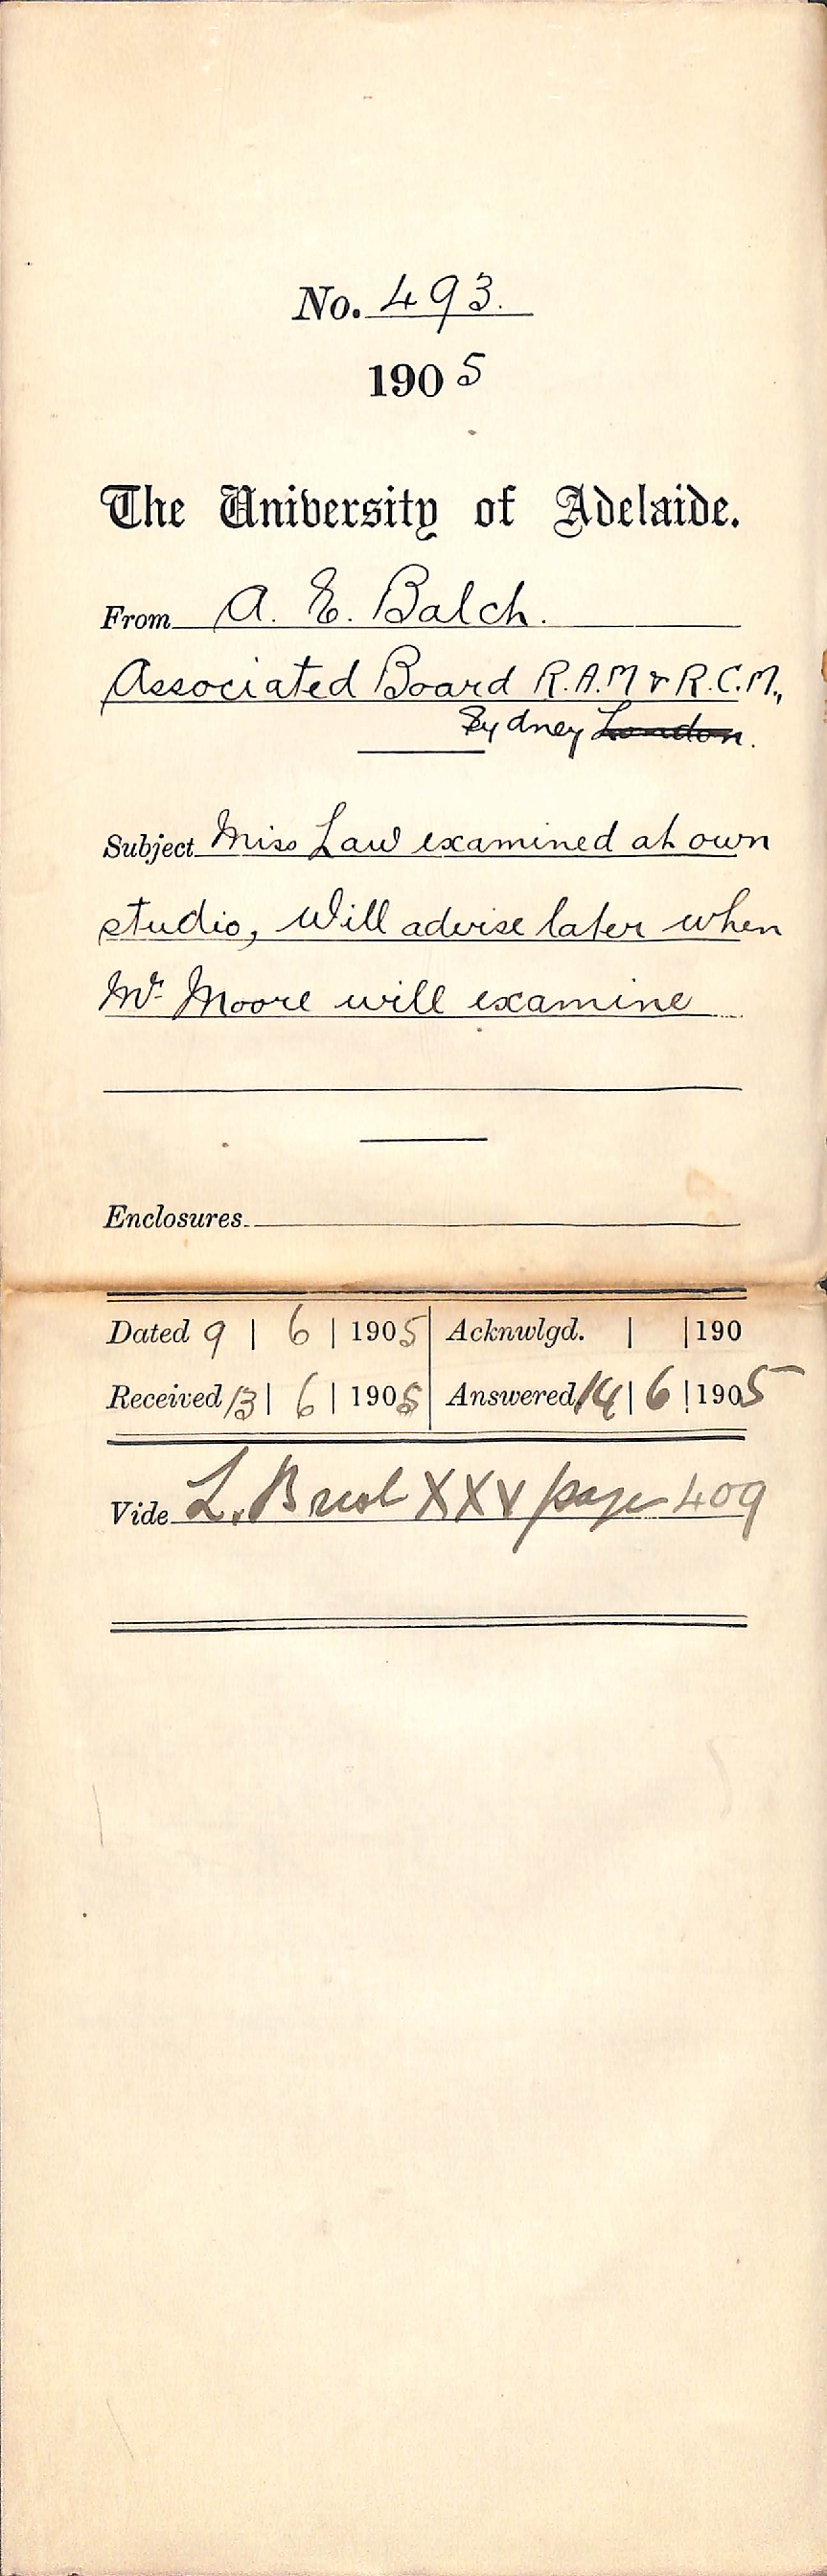 No. 493.
1905
The University of Adelaide.
From A. E. Balch.
Associated Board R.A.M & R.C.M.,
Sydney London.
Subject Miss Law examined at own
studio, Will advise later when
Mr. Moore will examine
Enclosures
Dated 9 | 6 | 1905 Acknwlgd. | | 190
Received 13 | 6 | 1905 Answered 14 | 6 | 1905
Vide L. XXV page 409